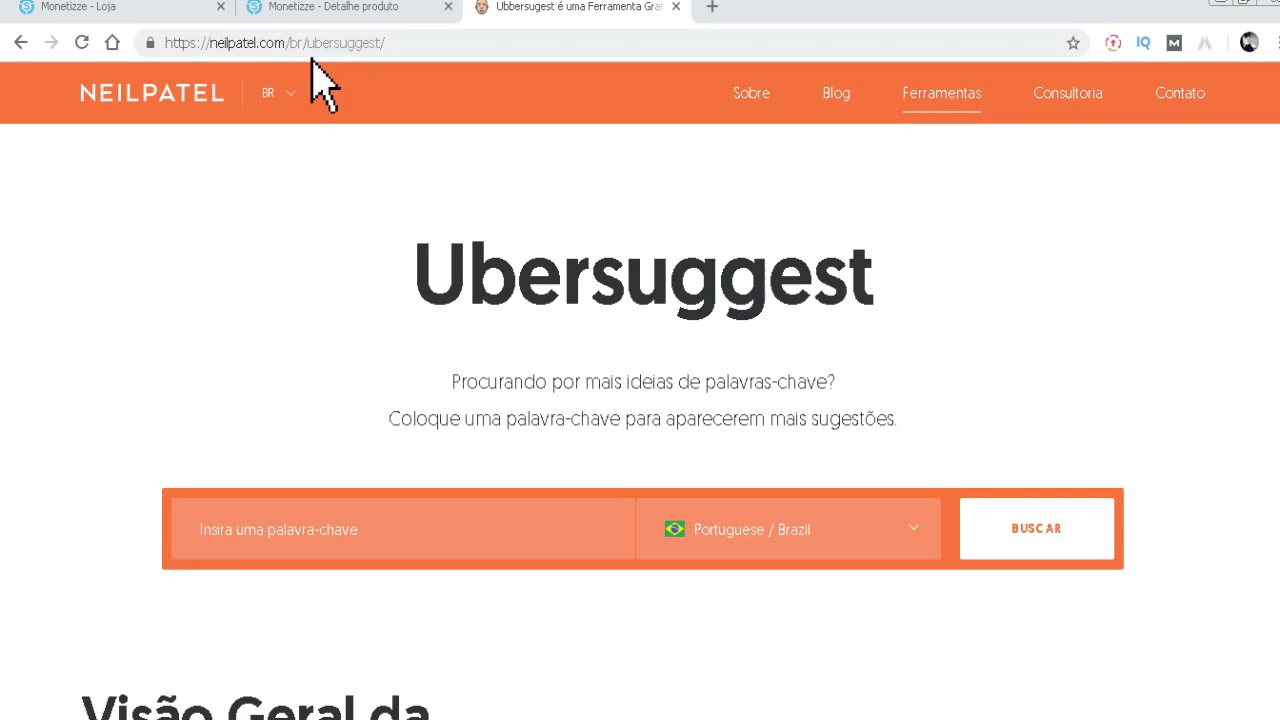 Monetizze - Loja
Monetizze - Detalhe produto
Ubbersugest é uma Ferramenta Gra
https://neilpatel.com/br/ubersuggest/
IQ
M
NEILPATEL
BR
Sobre
Blog
Ferramentas
Consultoria
Contato
Ubersuggest
Procurando por mais ideias de palavras-chave?
Coloque uma palavra-chave para aparecerem mais sugestões.
Insira uma palavra-chave
Portuguese / Brazil
BUSCAR
Visão Geral da